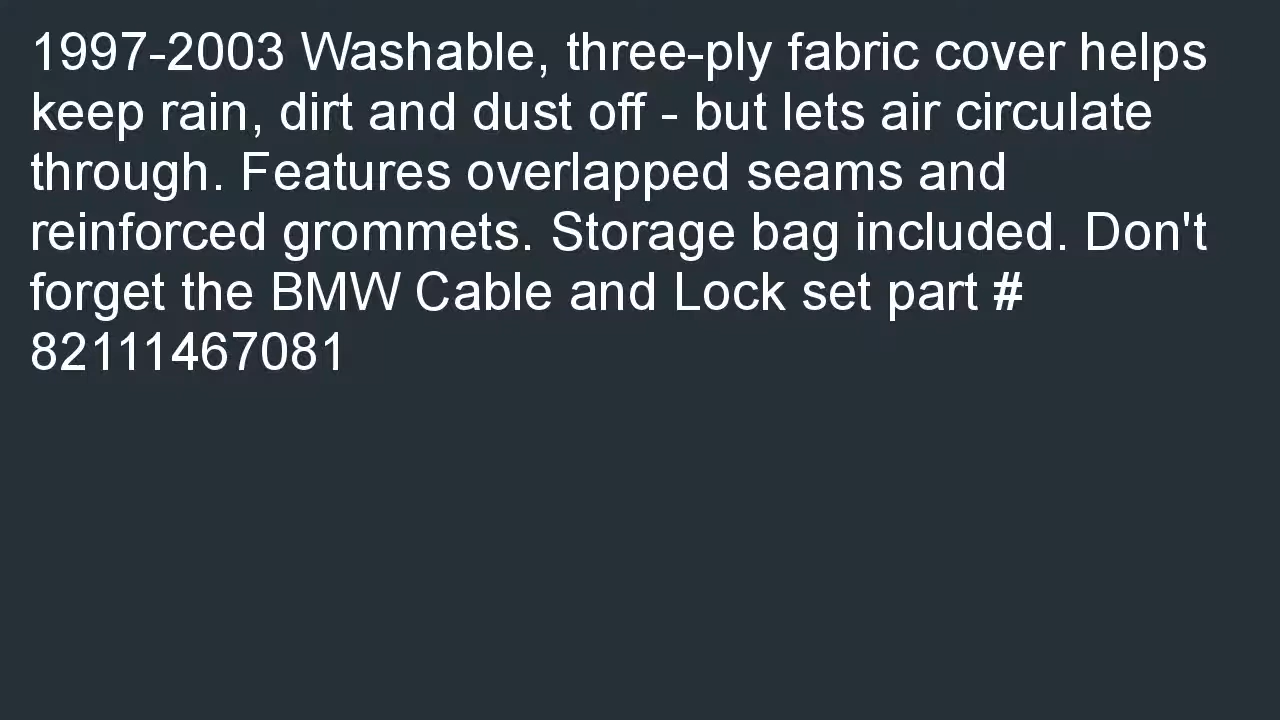 1997-2003 Washable, three-ply fabric cover helps
keep rain, dirt and dust off - but lets air circulate
through. Features overlapped seams and
reinforced grommets. Storage bag included. Don't
forget the BMW Cable and Lock set part #
82111467081